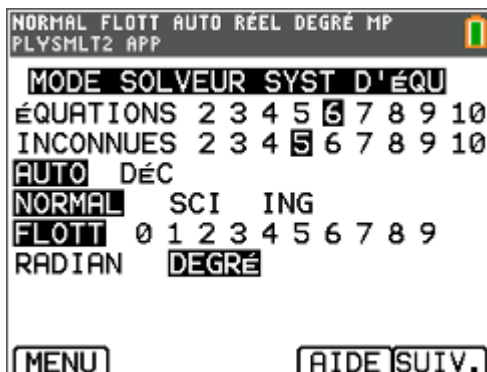 NORMAL FLOTT AUTO RÉEL DEGRÉ MP
PLYSMLT2 APP
MODE SOLVEUR SYST D'ÉQU
ÉQUATIONS 2 3 4 5 6 7 8 9 10
INCONNUES 2 3 4 5 6 7 8 9 10
AUTO DÉC
NORMAL SCI ING
FLOTT 0 1 2 3 4 5 6 7 8 9
RADIAN DEGRÉ
MENU AIDE SUIV.